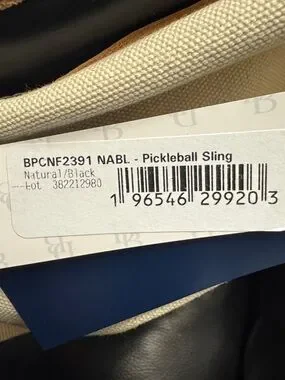 BPCNF2391 NABL - Pickleball Sling
Natural/Black
Lot 382212980
1 96546 29920 3